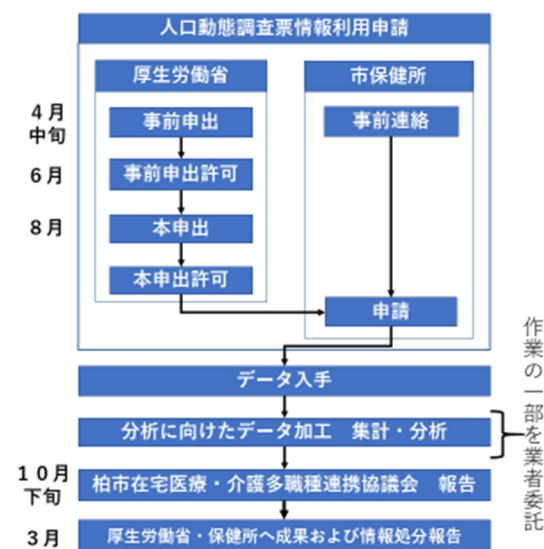 人口動態調査票情報利用申請
厚生労働省
市保健所
4月
中旬
事前申出
事前連絡
6月
事前申出許可
8月
本申出
本申出許可
申請
データ入手
分析に向けたデータ加工　集計・分析
作業の一部を業者委託
10月
下旬
柏市在宅医療・介護多職種連携協議会　報告
3月
厚生労働省・保健所へ成果および情報処分報告